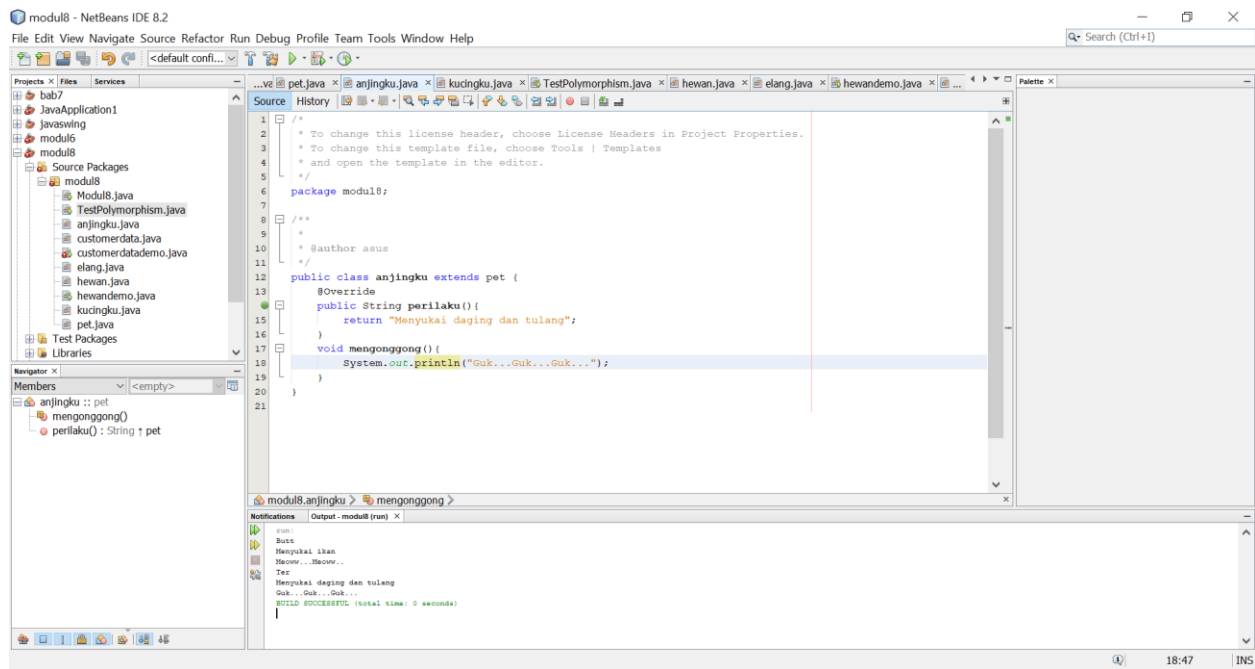 modul8 - NetBeans IDE 8.2
File Edit View Navigate Source Refactor Run Debug Profile Team Tools Window Help
Search (Ctrl+I)
<default confi...
Projects Files Services
bab7
JavaApplication1
javaswing
modul6
modul8
Source Packages
modul8
Modul8.java
TestPolymorphism.java
anjingku.java
customerdata.java
customerdatademo.java
elang.java
hewan.java
hewandemo.java
kucingku.java
pet.java
Test Packages
Libraries
Navigator
Members <empty>
anjingku :: pet
mengonggong()
perilaku() : String ↑ pet
...va pet.java anjingku.java kucingku.java TestPolymorphism.java hewan.java elang.java hewandemo.java ...
Source History
1 /*
2 * To change this license header, choose License Headers in Project Properties.
3 * To change this template file, choose Tools | Templates
4 * and open the template in the editor.
5 */
6 package modul8;
7
8 /**
9 *
10 * @author asus
11 */
12 public class anjingku extends pet {
13 @Override
public String perilaku(){
15 return "Menyukai daging dan tulang";
16 }
17 void mengonggong(){
18 System.out.println("Guk...Guk...Guk...");
19 }
20 }
21
modul8.anjingku mengonggong
Palette
Notifications Output - modul8 (run)
run:
Butt
Menyukai ikan
Meoww...Meoww..
Ter
Menyukai daging dan tulang
Guk...Guk...Guk...
BUILD SUCCESSFUL (total time: 0 seconds)
18:47 INS